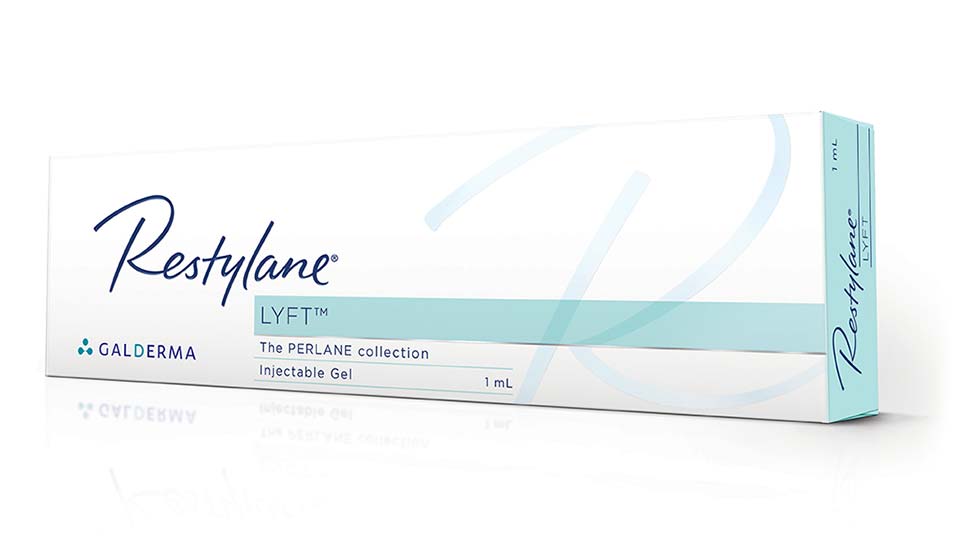 Restylane®
LYFT™
GALDERMA
The PERLANE collection
Injectable Gel
1 mL
Restylane®
LYFT
1 mL